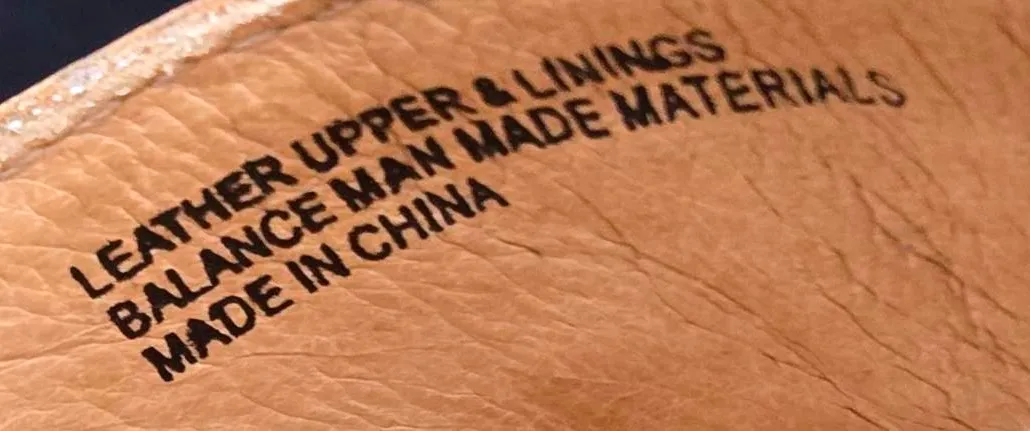 LEATHER UPPER & LININGS
BALANCE MAN MADE MATERIALS
MADE IN CHINA